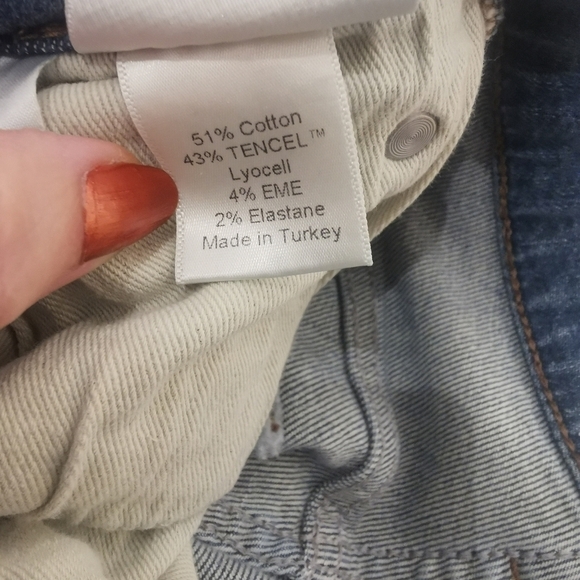 51% Cotton
43% TENCEL™
Lyocell
4% EME
2% Elastane
Made in Turkey